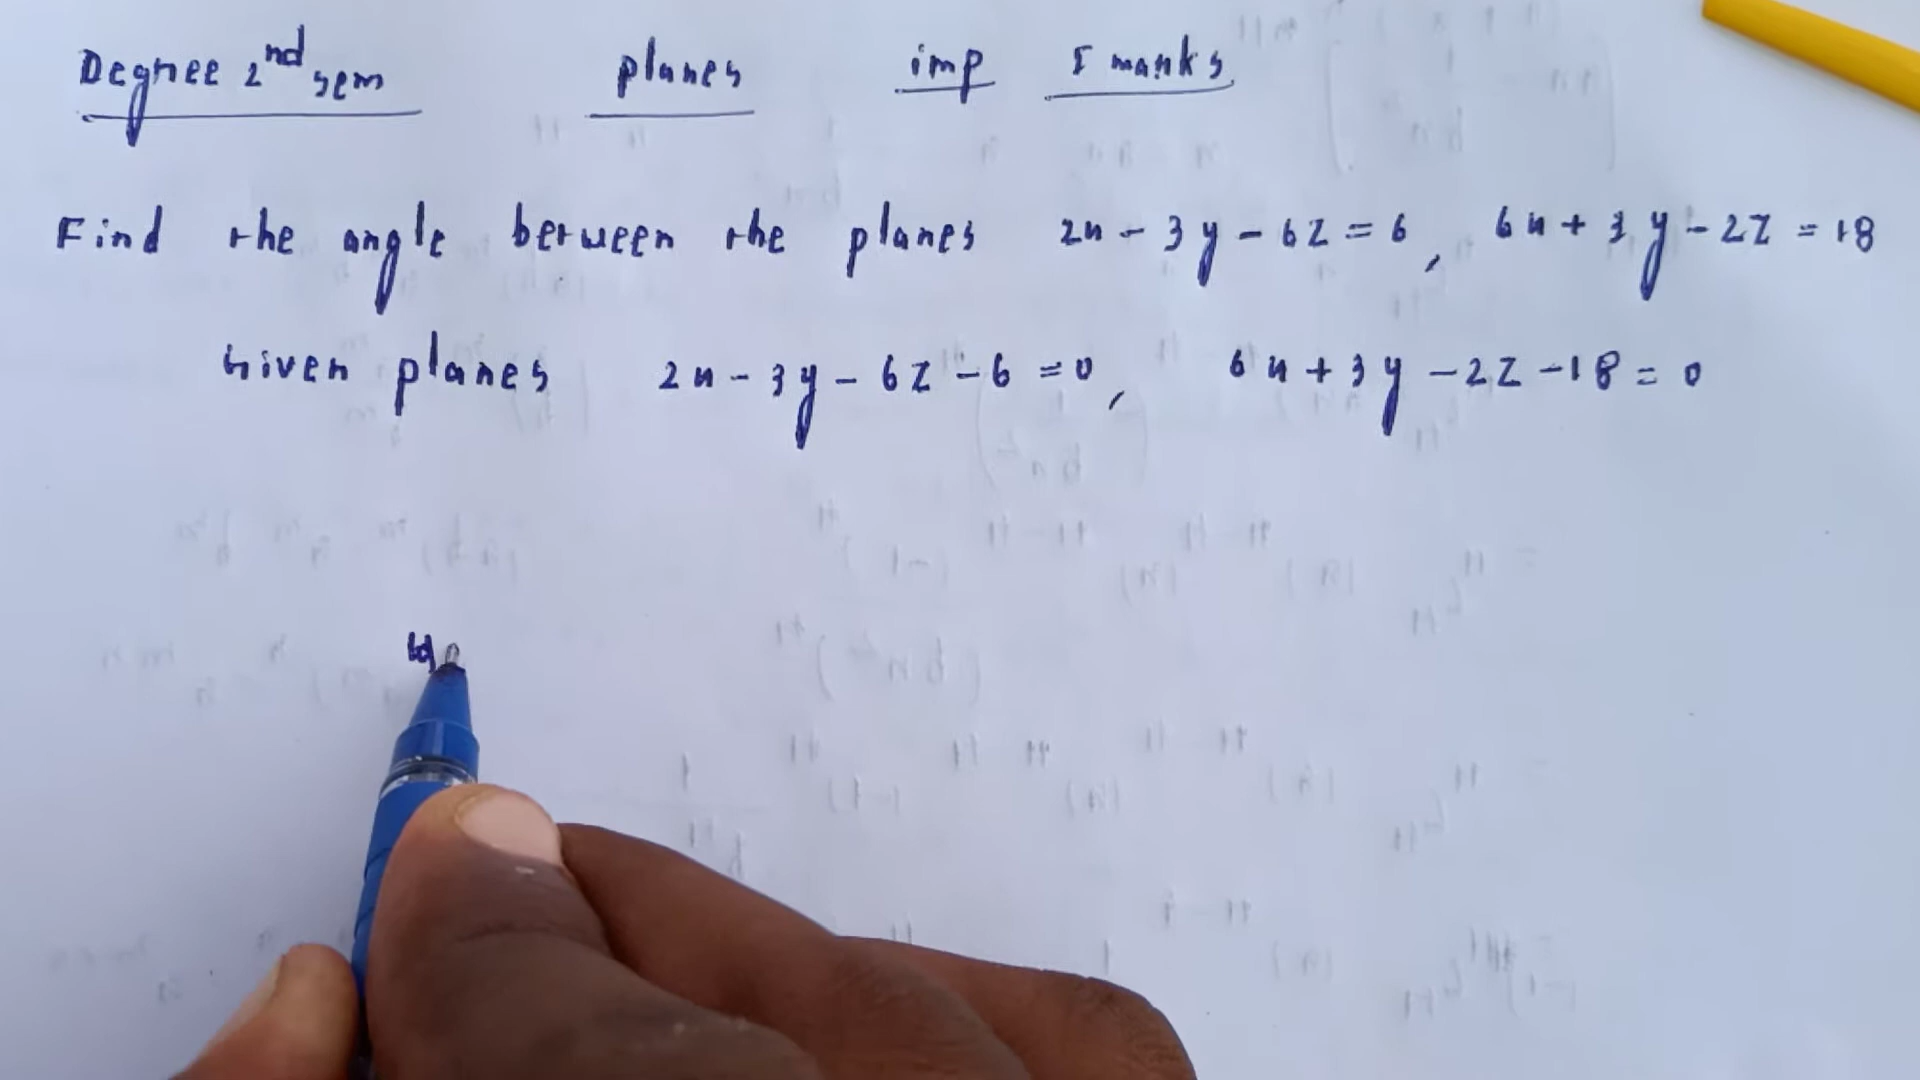 Degree 2nd sem planes imp 5 marks
Find the angle between the planes 2x - 3y - 6z = 6, 6x + 3y - 2z = 18
Given planes 2x - 3y - 6z - 6 = 0, 6x + 3y - 2z - 18 = 0